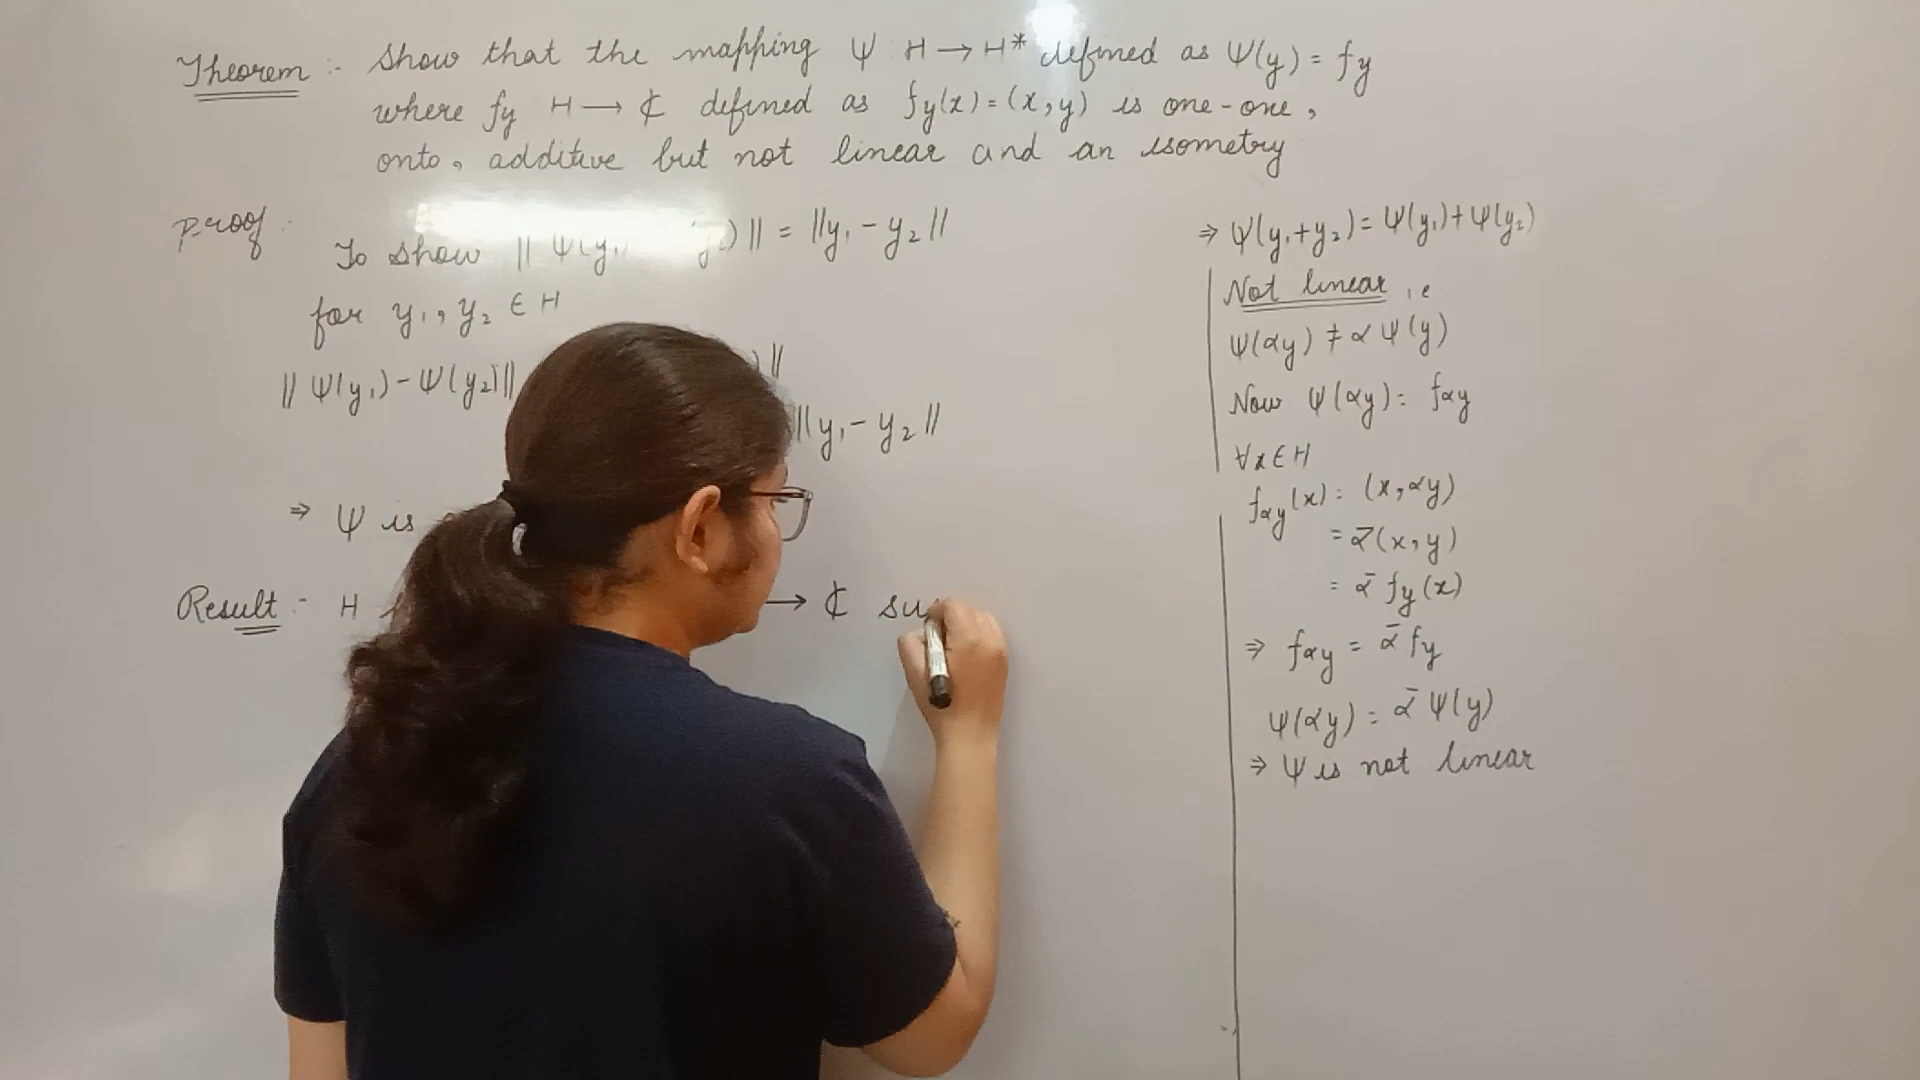 Theorem :- Show that the mapping Ψ H → H* defined as Ψ(y) = fy
where fy H → ₵ defined as fy(x) = (x, y) is one-one,
onto, additive but not linear and an isometry
Proof :
To show || Ψ(y₁ y₂) || = ||y₁ - y₂||
for y₁, y₂ ∈ H
|| Ψ(y₁) - Ψ(y₂)|| ) ||
||y₁ - y₂||
⇒ Ψ is
Result :- H → ₵ su
⇒ Ψ(y₁+y₂) = Ψ(y₁) + Ψ(y₂)
Not linear i.e
Ψ(αy) ≠ α Ψ(y)
Now Ψ(αy) = fαy
∀ x ∈ H
fαy(x) = (x, αy)
= ᾱ(x, y)
= ᾱ fy(x)
⇒ fαy = ᾱ fy
Ψ(αy) = ᾱ Ψ(y)
⇒ Ψ is not linear